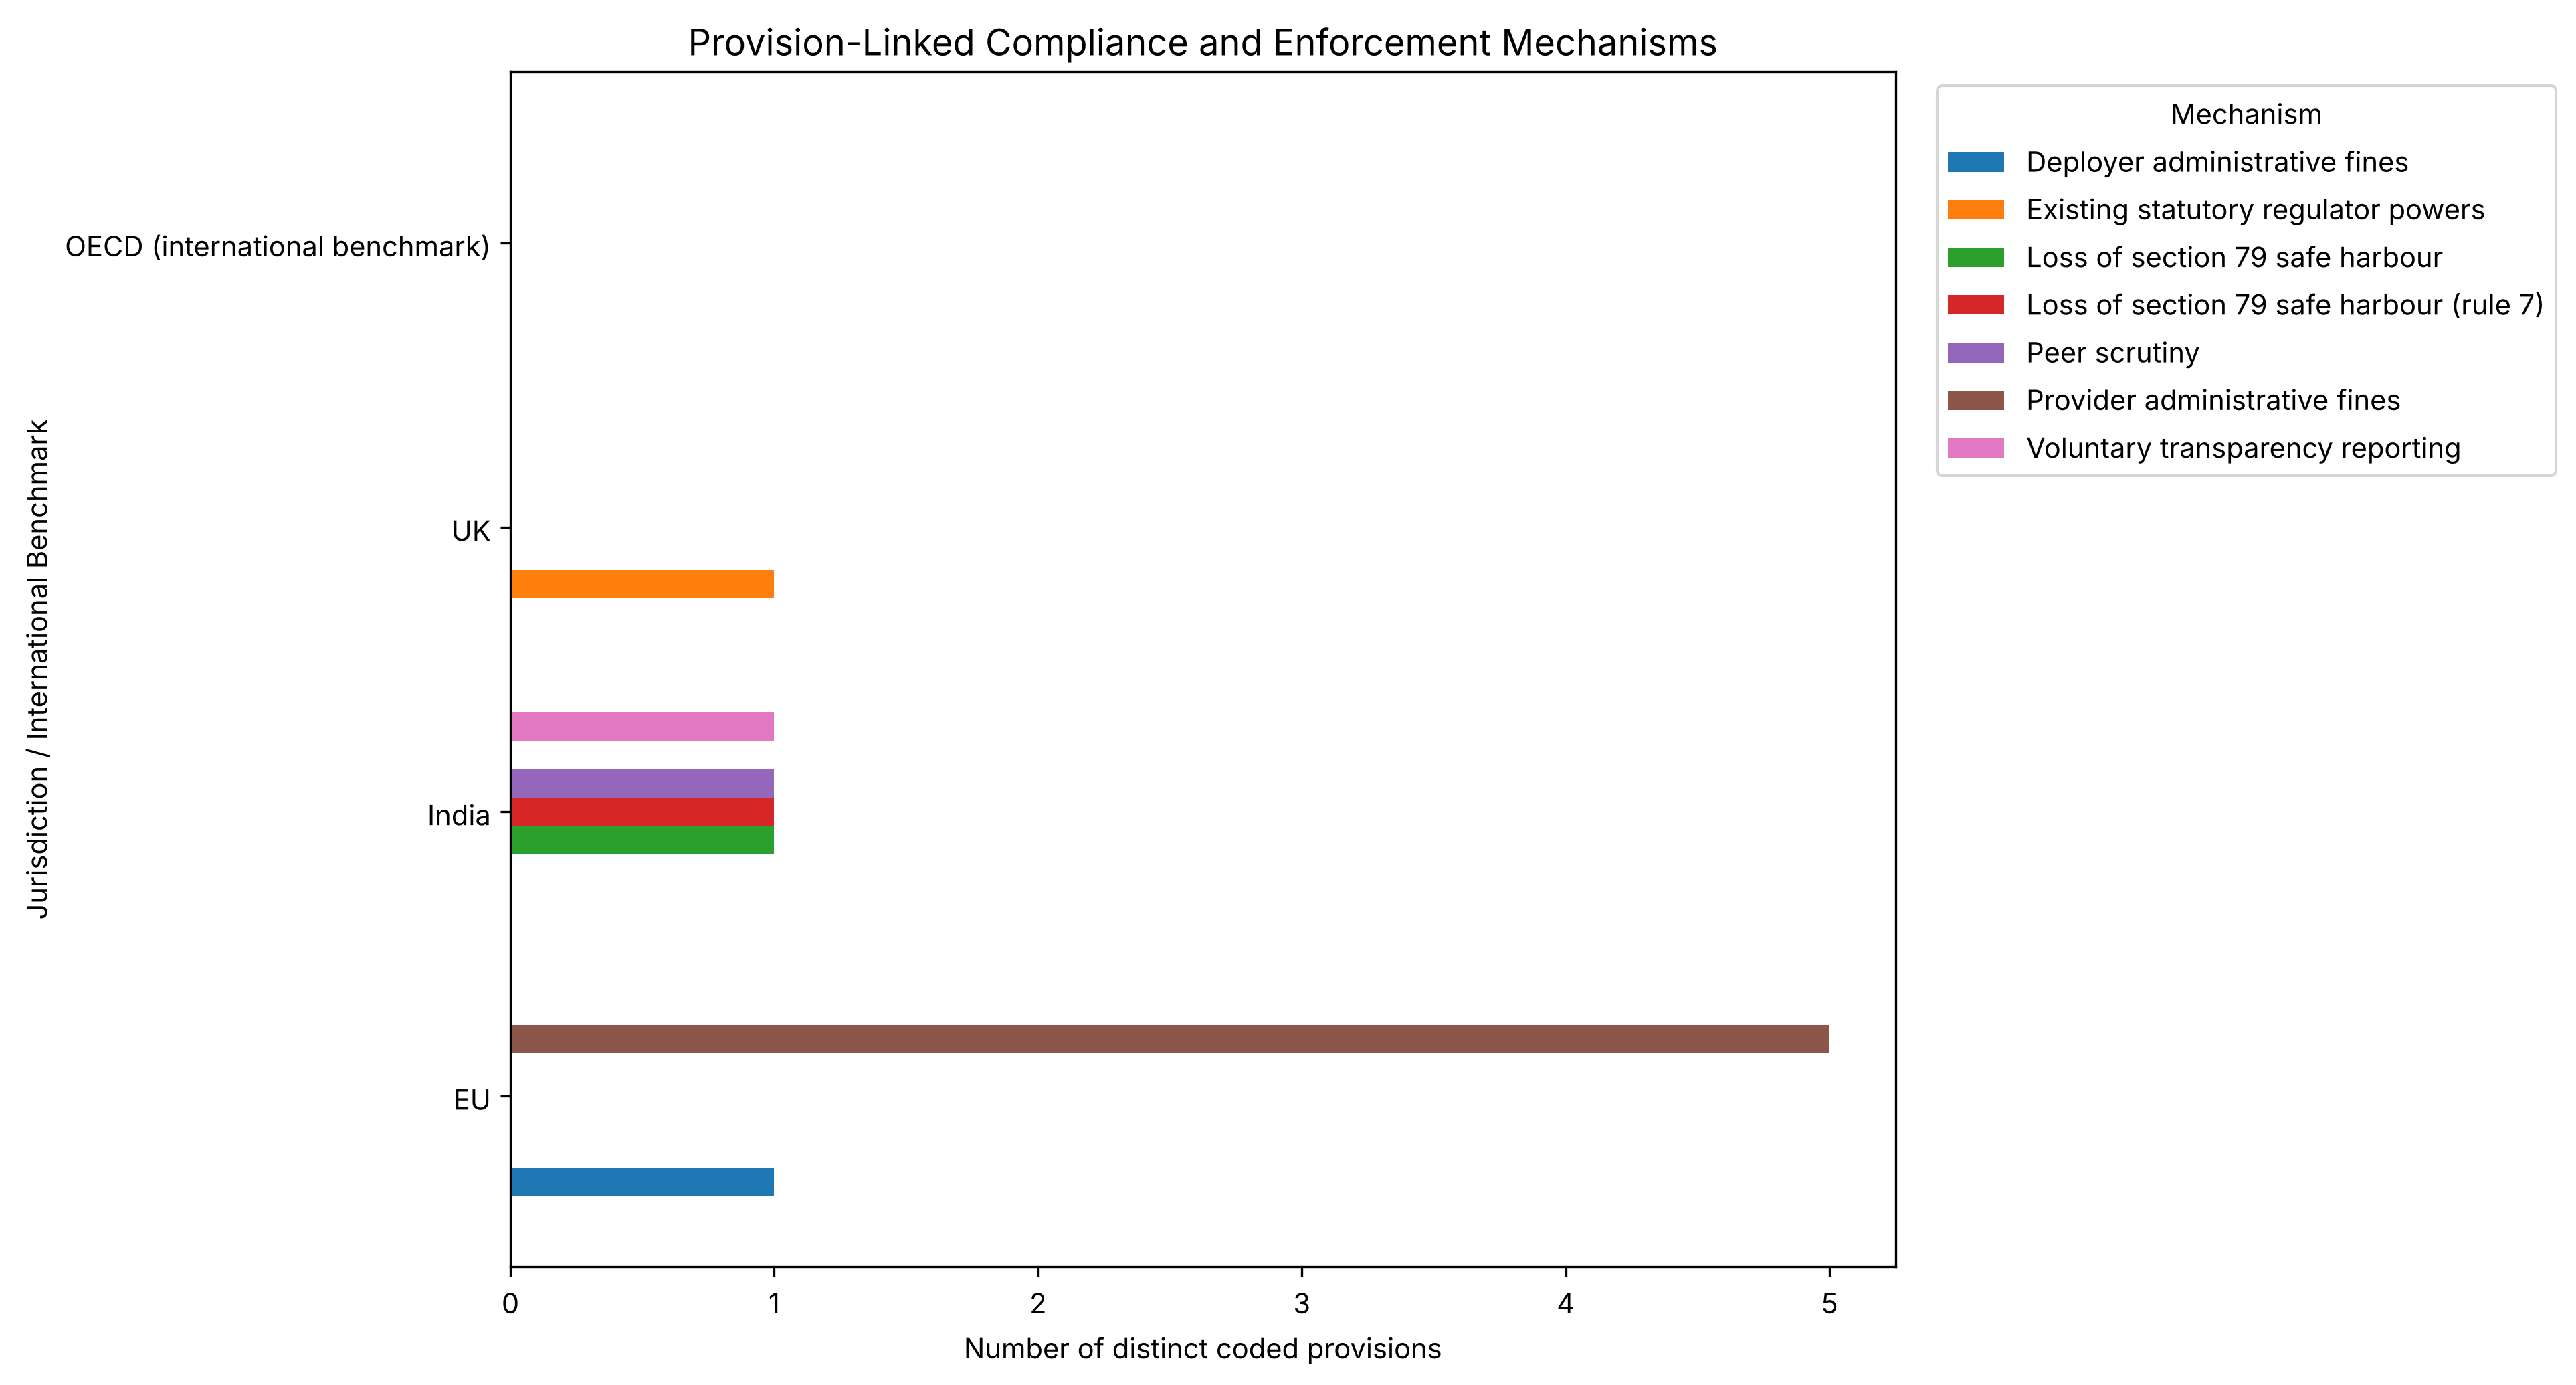 Provision-Linked Compliance and Enforcement Mechanisms
Mechanism
Deployer administrative fines
Existing statutory regulator powers
Loss of section 79 safe harbour
Loss of section 79 safe harbour (rule 7)
Peer scrutiny
Provider administrative fines
Voluntary transparency reporting
Jurisdiction / International Benchmark
OECD (international benchmark)
UK
India
EU
0 1 2 3 4 5
Number of distinct coded provisions